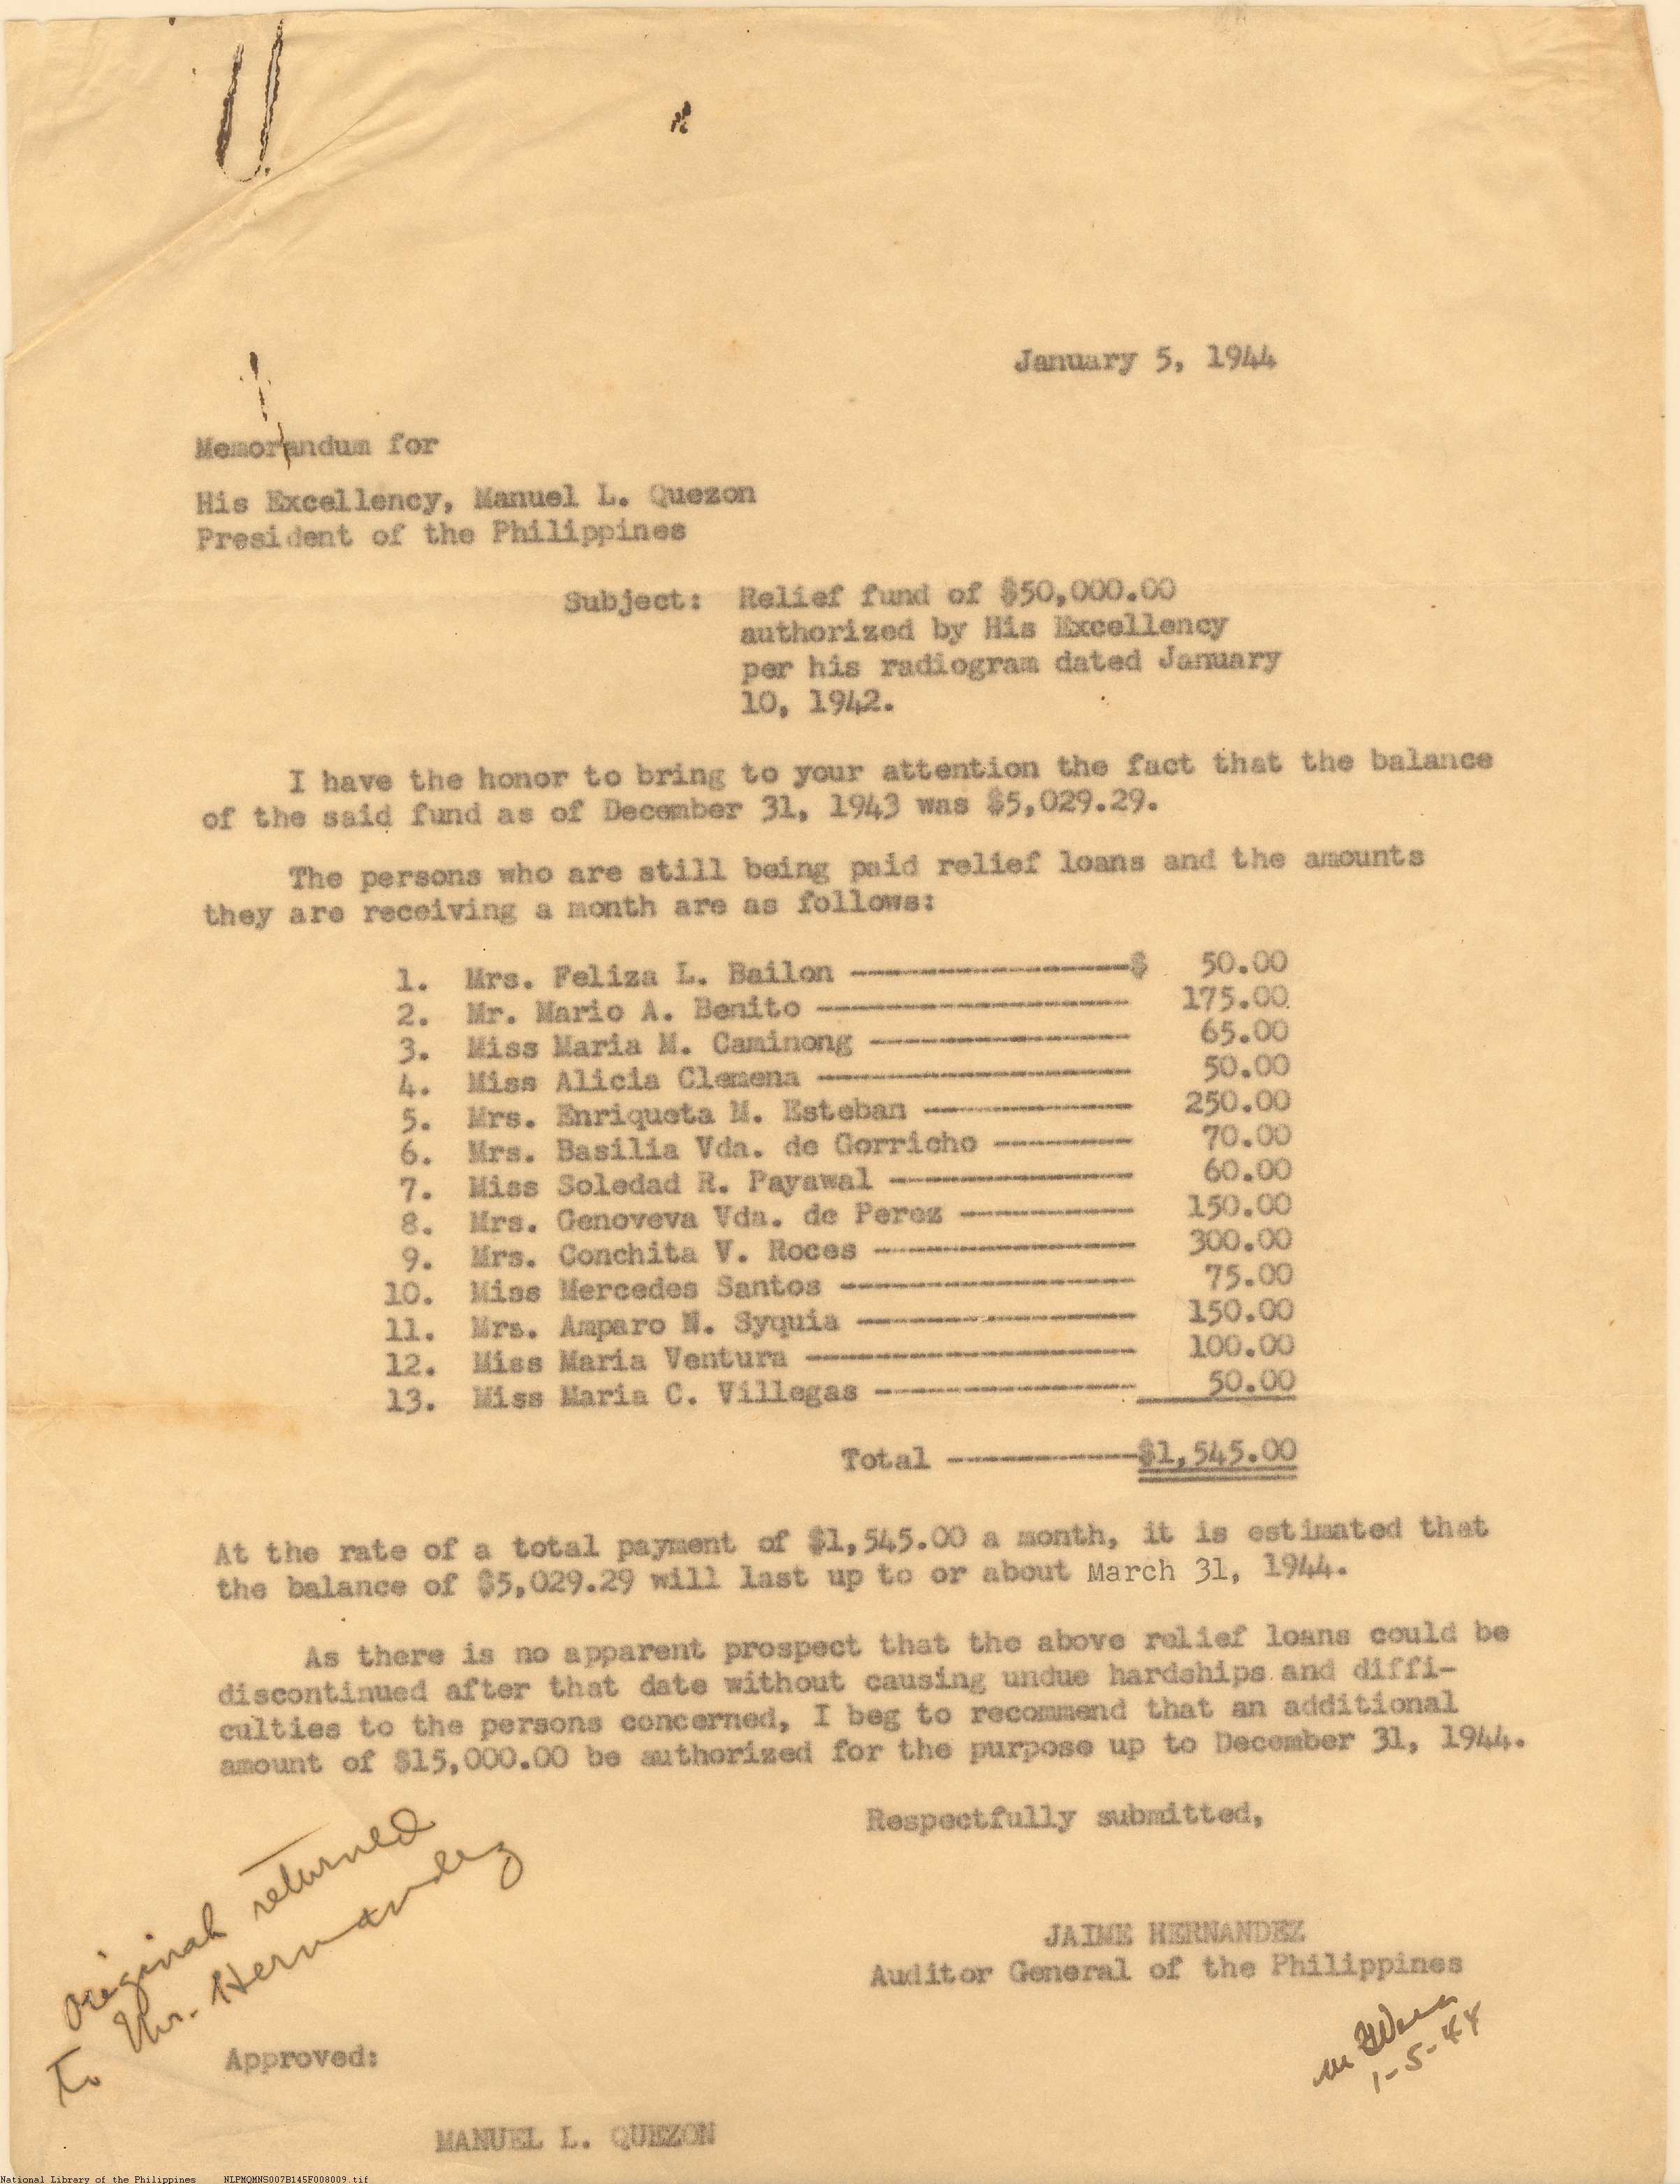 January 5, 1944
Memorandum for
His Excellency, Manuel L. Quezon
President of the Philippines
Subject: Relief fund of $50,000.00
authorized by His Excellency
per his radiogram dated January
10, 1942.
I have the honor to bring to your attention the fact that the balance
of the said fund as of December 31, 1943 was $5,029.29.
The persons who are still being paid relief loans and the amounts
they are receiving a month are as follows:
1. Mrs. Feliza L. Bailon ----------------$ 50.00
2. Mr. Mario A. Benito ------------------ 175.00
3. Miss Maria M. Caminong --------------- 65.00
4. Miss Alicia Clemena ------------------ 50.00
5. Mrs. Enriqueta M. Esteban ------------ 250.00
6. Mrs. Basilia Vda. de Gorricho -------- 70.00
7. Miss Soledad R. Payawal -------------- 60.00
8. Mrs. Genoveva Vda. de Perez ---------- 150.00
9. Mrs. Conchita V. Roces --------------- 300.00
10. Miss Mercedes Santos ----------------- 75.00
11. Mrs. Amparo N. Syquia ---------------- 150.00
12. Miss Maria Ventura ------------------- 100.00
13. Miss Maria C. Villegas --------------- 50.00
Total -----------$1,545.00
At the rate of a total payment of $1,545.00 a month, it is estimated that
the balance of $5,029.29 will last up to or about March 31, 1944.
As there is no apparent prospect that the above relief loans could be
discontinued after that date without causing undue hardships and diffi-
culties to the persons concerned, I beg to recommend that an additional
amount of $15,000.00 be authorized for the purpose up to December 31, 1944.
Respectfully submitted,
JAIME HERNANDEZ
Auditor General of the Philippines
1-5-44
Original returned
to Mr. Hernandez
Approved:
MANUEL L. QUEZON
National Library of the Philippines NLPMQMNS007B145F008009.tif